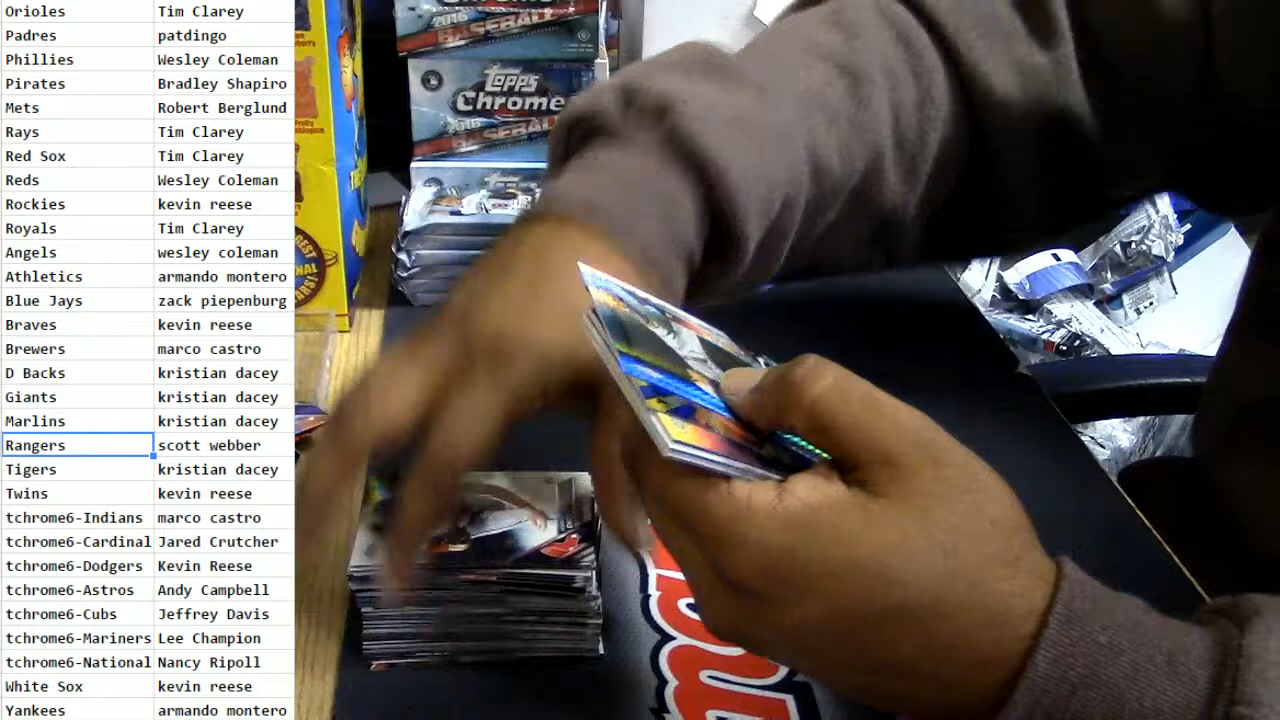 Orioles Tim Clarey
Padres patdingo
Phillies Wesley Coleman
Pirates Bradley Shapiro
Mets Robert Berglund
Rays Tim Clarey
Red Sox Tim Clarey
Reds Wesley Coleman
Rockies kevin reese
Royals Tim Clarey
Angels wesley coleman
Athletics armando montero
Blue Jays zack piepenburg
Braves kevin reese
Brewers marco castro
D Backs kristian dacey
Giants kristian dacey
Marlins kristian dacey
Rangers scott webber
Tigers kristian dacey
Twins kevin reese
tchrome6-Indians marco castro
tchrome6-Cardinal Jared Crutcher
tchrome6-Dodgers Kevin Reese
tchrome6-Astros Andy Campbell
tchrome6-Cubs Jeffrey Davis
tchrome6-Mariners Lee Champion
tchrome6-National Nancy Ripoll
White Sox kevin reese
Yankees armando montero
2016
BASEBALL
Topps
Chrome
2016
BASEBALL
Topps